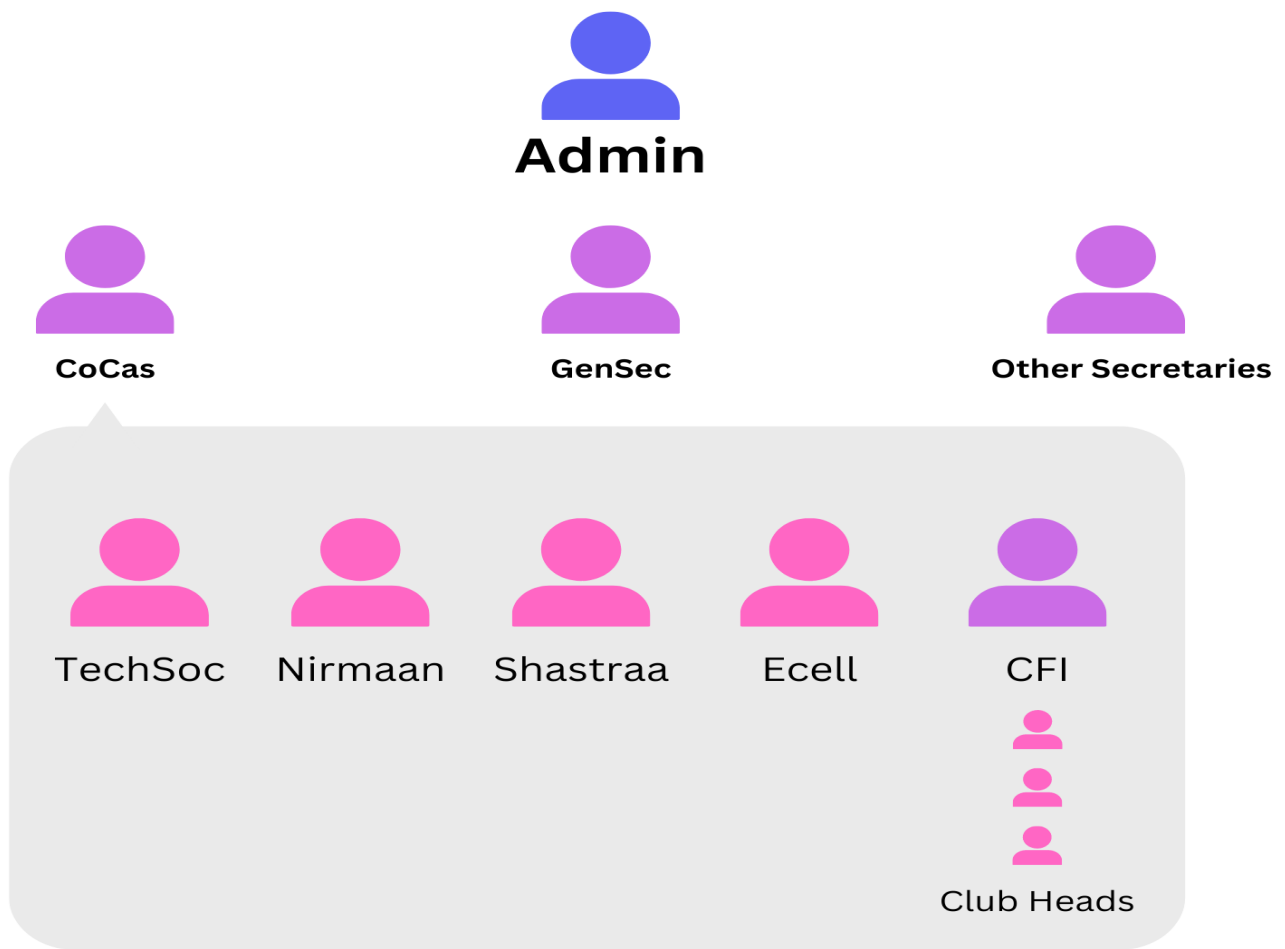 Admin
CoCas
GenSec
Other Secretaries
TechSoc
Nirmaan
Shastraa
Ecell
CFI
Club Heads